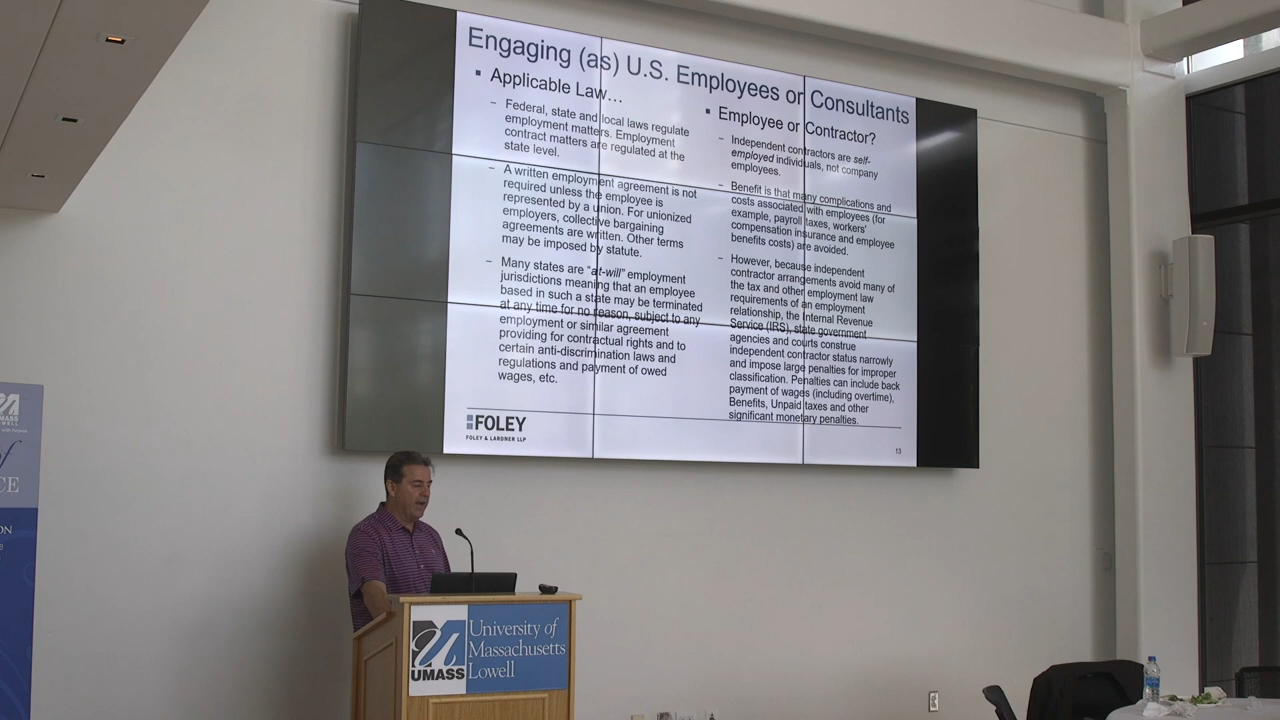 Engaging (as) U.S. Employees or Consultants
▪ Applicable Law…
– Federal, state and local laws regulate
employment matters. Employment
contract matters are regulated at the
state level.
– A written employment agreement is not
required unless the employee is
represented by a union. For unionized
employers, collective bargaining
agreements are written. Other terms
may be imposed by statute.
– Many states are "at-will" employment
jurisdictions meaning that an employee
based in such a state may be terminated
at any time for no reason, subject to any
employment or similar agreement
providing for contractual rights and to
certain anti-discrimination laws and
regulations and payment of owed
wages, etc.
▪ Employee or Contractor?
– Independent contractors are self-
employed individuals, not company
employees.
– Benefit is that many complications and
costs associated with employees (for
example, payroll taxes, workers'
compensation insurance and employee
benefits costs) are avoided.
– However, because independent
contractor arrangements avoid many of
the tax and other employment law
requirements of an employment
relationship, the Internal Revenue
Service (IRS), state government
agencies and courts construe
independent contractor status narrowly
and impose large penalties for improper
classification. Penalties can include back
payment of wages (including overtime),
Benefits, Unpaid taxes and other
significant monetary penalties.
FOLEY
FOLEY & LARDNER LLP
13
UMASS
LOWELL
of
CE
ON
UMASS
University of
Massachusetts
Lowell